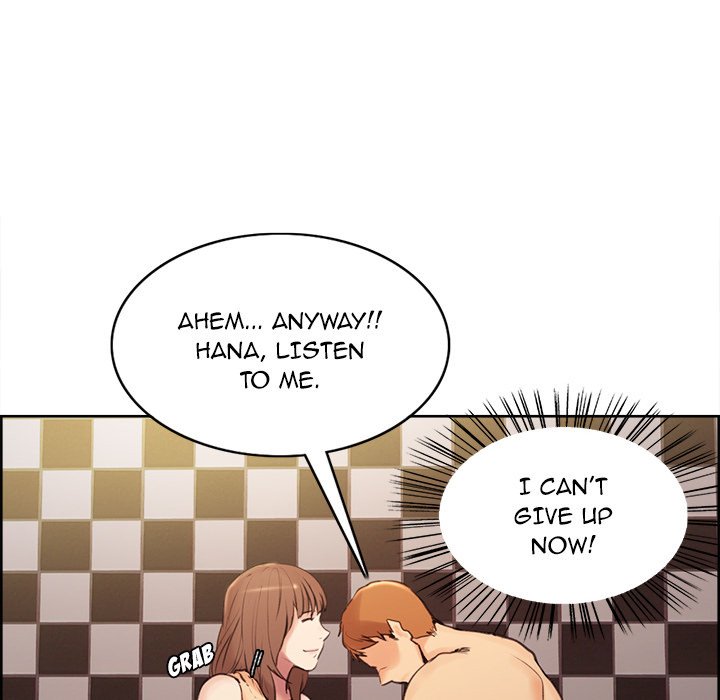 AHEM... ANYWAY!!
HANA, LISTEN
TO ME.
I CAN'T
GIVE UP
NOW!
GRAB